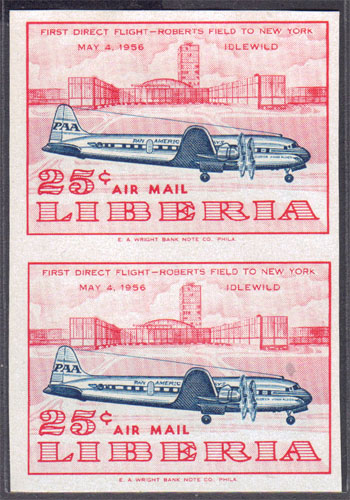 FIRST DIRECT FLIGHT—ROBERTS FIELD TO NEW YORK
MAY 4, 1956 IDLEWILD
PAA
PAN AMERIC
25¢ AIR MAIL
LIBERIA
E. A. WRIGHT BANK NOTE CO. PHILA.
FIRST DIRECT FLIGHT—ROBERTS FIELD TO NEW YORK
MAY 4, 1956 IDLEWILD
PAA
PAN AMERIC
25¢ AIR MAIL
LIBERIA
E. A. WRIGHT BANK NOTE CO. PHILA.